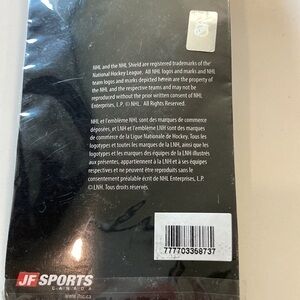 NHL and the NHL Shield are registered trademarks of the
National Hockey League. All NHL logos and marks and NHL
team logos and marks depicted herein are the property of
the NHL and the respective teams and may not be
reproduced without the prior written consent of NHL
Enterprises, L.P. © NHL. All Rights Reserved.
NHL et l'emblème NHL sont des marques de commerce
déposées, et LNH et l'emblème LNH sont des marques
de commerce de la Ligue Nationale de Hockey. Tous les
logotypes et toutes les marques de la LNH, ainsi que les
logotypes et les marques des équipes de la LNH illustrés
aux présentes, appartiennent à la LNH et à ses équipes
respectives et ne peuvent être reproduits sans le
consentement préalable écrit de NHL Enterprises, L.P.
© LNH. Tous droits réservés.
777703368737
JF SPORTS
CANADA